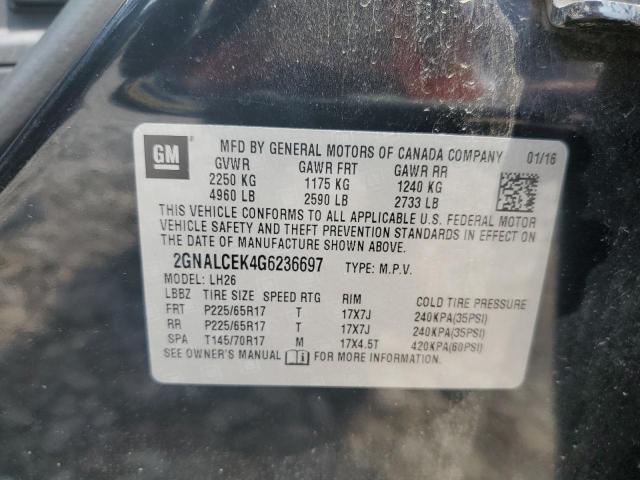 GM MFD BY GENERAL MOTORS OF CANADA COMPANY 01/16
GVWR GAWR FRT GAWR RR
2250 KG 1175 KG 1240 KG
4960 LB 2590 LB 2733 LB
THIS VEHICLE CONFORMS TO ALL APPLICABLE U.S. FEDERAL MOTOR
VEHICLE SAFETY AND THEFT PREVENTION STANDARDS IN EFFECT ON
THE DATE OF MANUFACTURE SHOWN ABOVE.
2GNALCEK4G6236697 TYPE: M.P.V.
MODEL: LH26
LBBZ TIRE SIZE SPEED RTG RIM COLD TIRE PRESSURE
FRT P225/65R17 T 17X7J 240KPA(35PSI)
RR P225/65R17 T 17X7J 240KPA(35PSI)
SPA T145/70R17 M 17X4.5T 420KPA(60PSI)
SEE OWNER'S MANUAL FOR MORE INFORMATION.